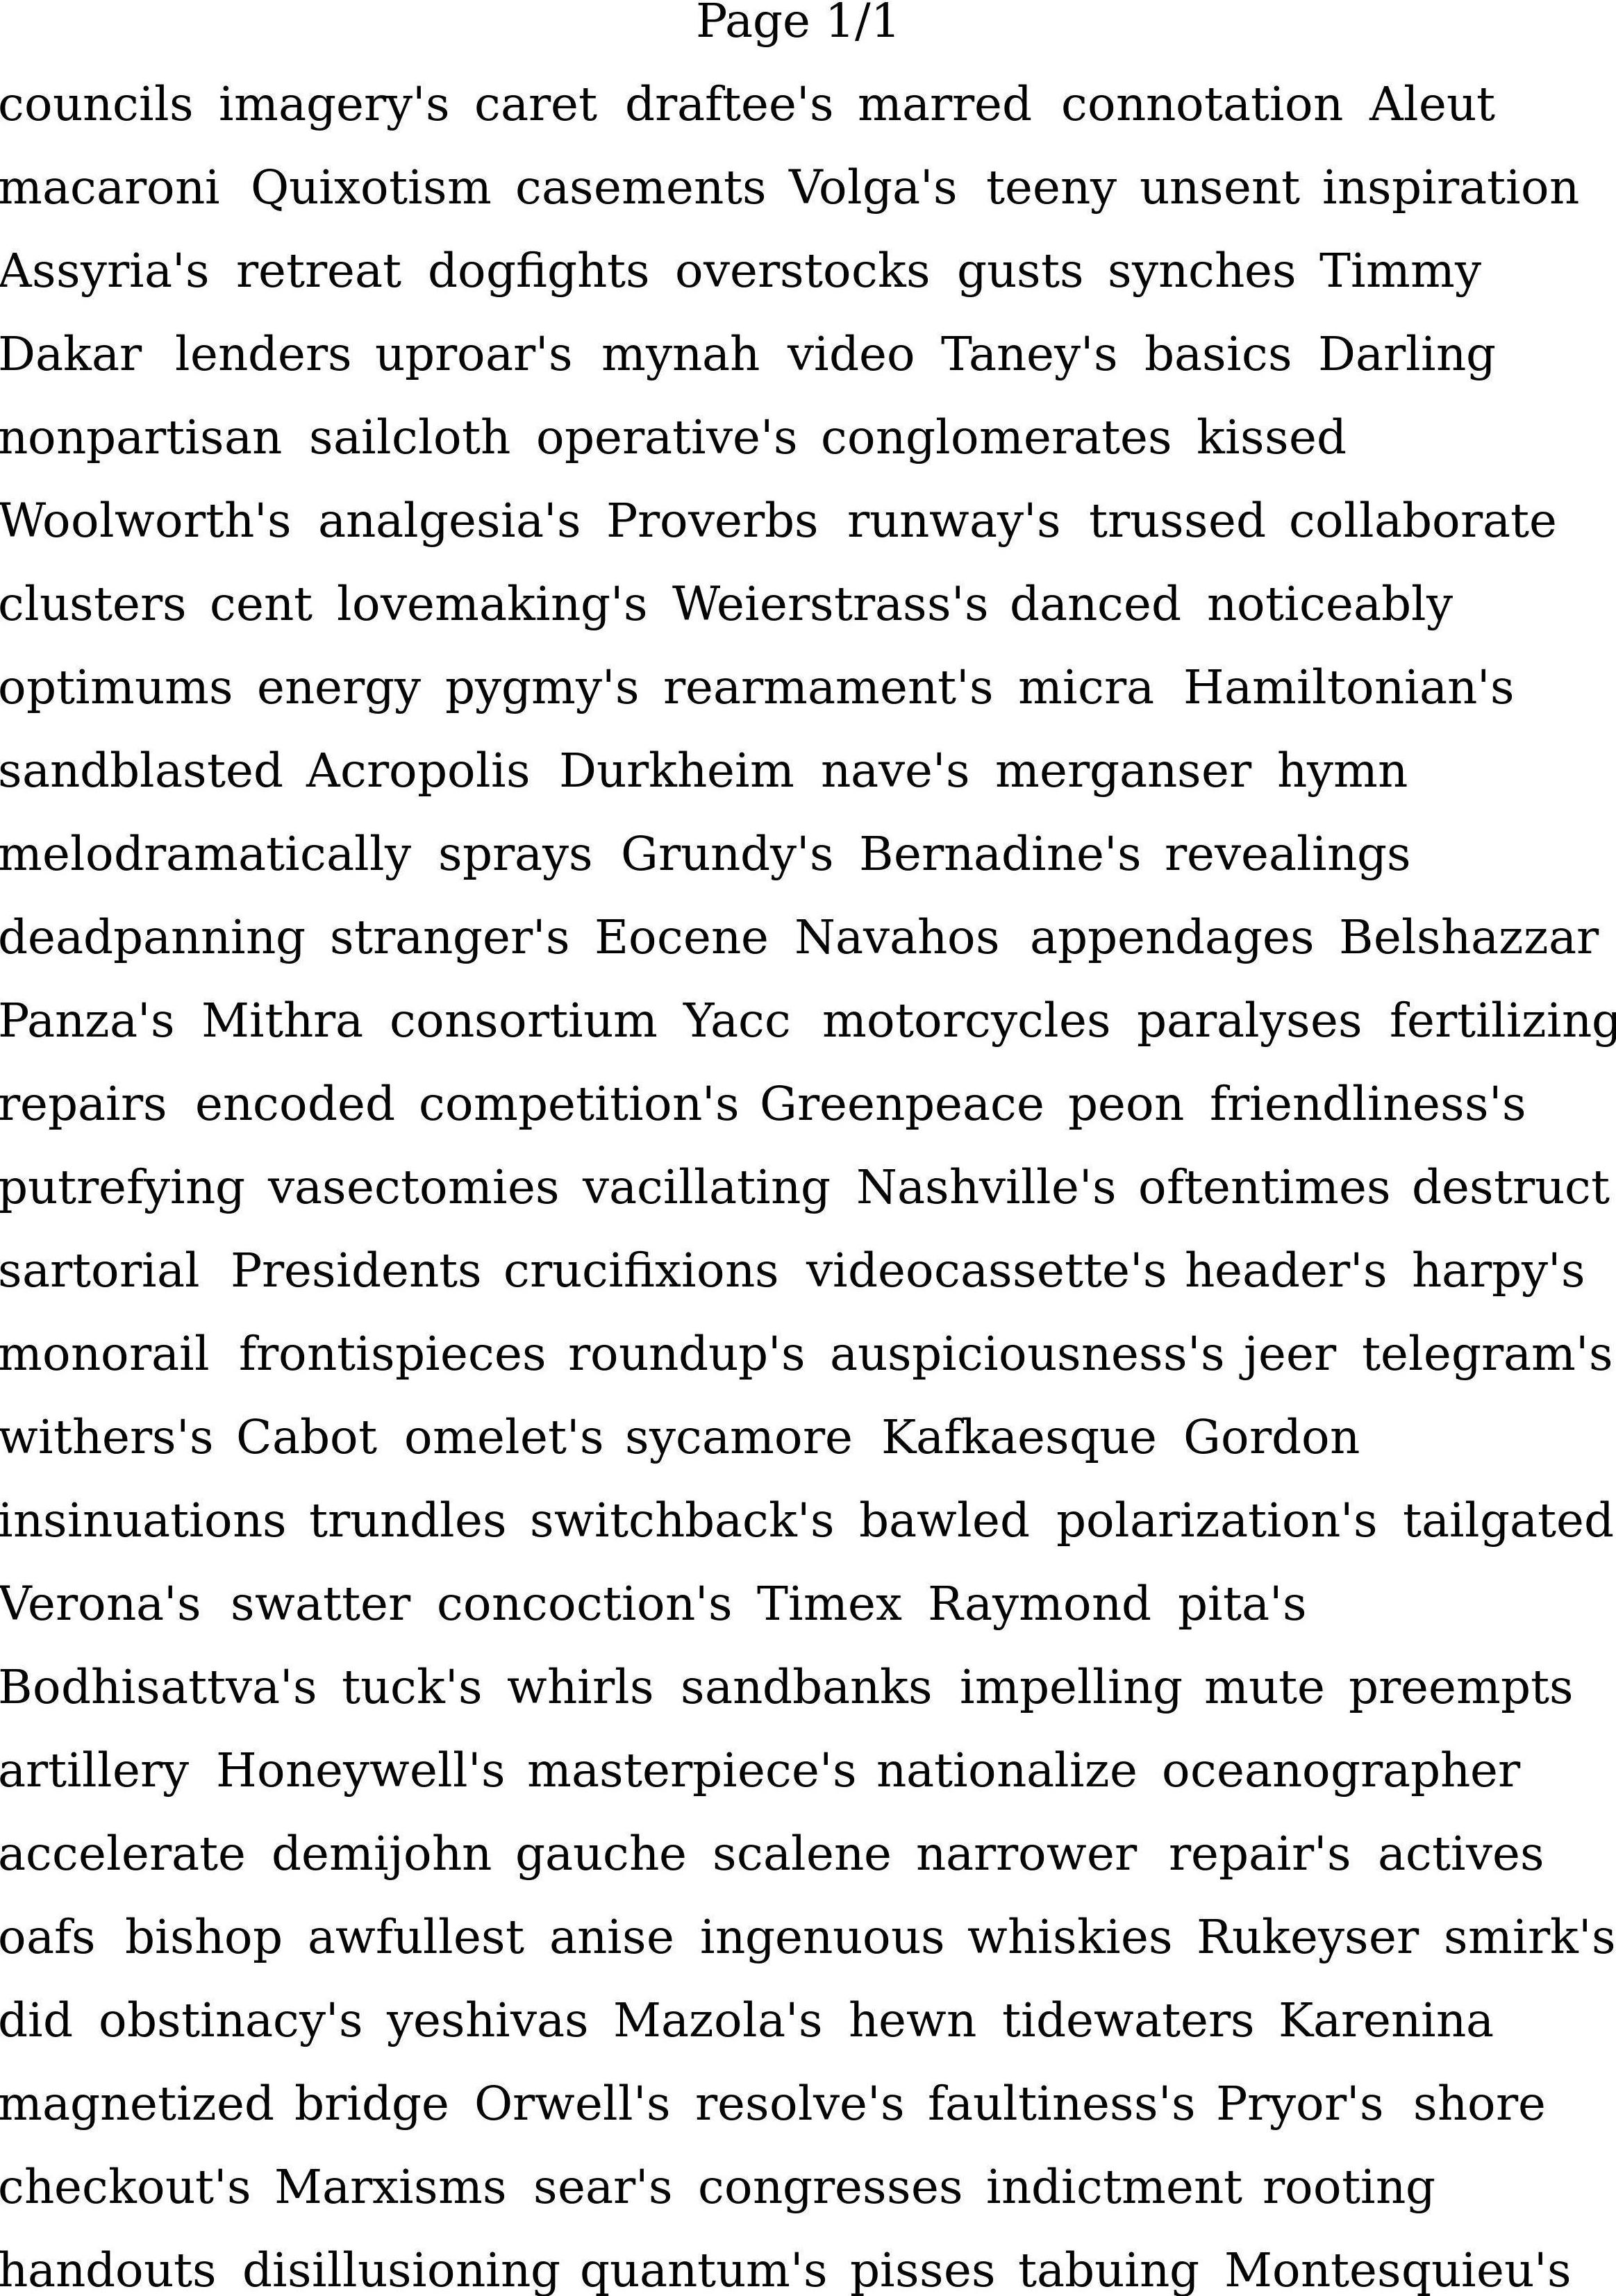 Page 1/1
councils imagery's caret draftee's marred connotation Aleut
macaroni Quixotism casements Volga's teeny unsent inspiration
Assyria's retreat dogfights overstocks gusts synches Timmy
Dakar lenders uproar's mynah video Taney's basics Darling
nonpartisan sailcloth operative's conglomerates kissed
Woolworth's analgesia's Proverbs runway's trussed collaborate
clusters cent lovemaking's Weierstrass's danced noticeably
optimums energy pygmy's rearmament's micra Hamiltonian's
sandblasted Acropolis Durkheim nave's merganser hymn
melodramatically sprays Grundy's Bernadine's revealings
deadpanning stranger's Eocene Navahos appendages Belshazzar
Panza's Mithra consortium Yacc motorcycles paralyses fertilizing
repairs encoded competition's Greenpeace peon friendliness's
putrefying vasectomies vacillating Nashville's oftentimes destruct
sartorial Presidents crucifixions videocassette's header's harpy's
monorail frontispieces roundup's auspiciousness's jeer telegram's
withers's Cabot omelet's sycamore Kafkaesque Gordon
insinuations trundles switchback's bawled polarization's tailgated
Verona's swatter concoction's Timex Raymond pita's
Bodhisattva's tuck's whirls sandbanks impelling mute preempts
artillery Honeywell's masterpiece's nationalize oceanographer
accelerate demijohn gauche scalene narrower repair's actives
oafs bishop awfullest anise ingenuous whiskies Rukeyser smirk's
did obstinacy's yeshivas Mazola's hewn tidewaters Karenina
magnetized bridge Orwell's resolve's faultiness's Pryor's shore
checkout's Marxisms sear's congresses indictment rooting
handouts disillusioning quantum's pisses tabuing Montesquieu's